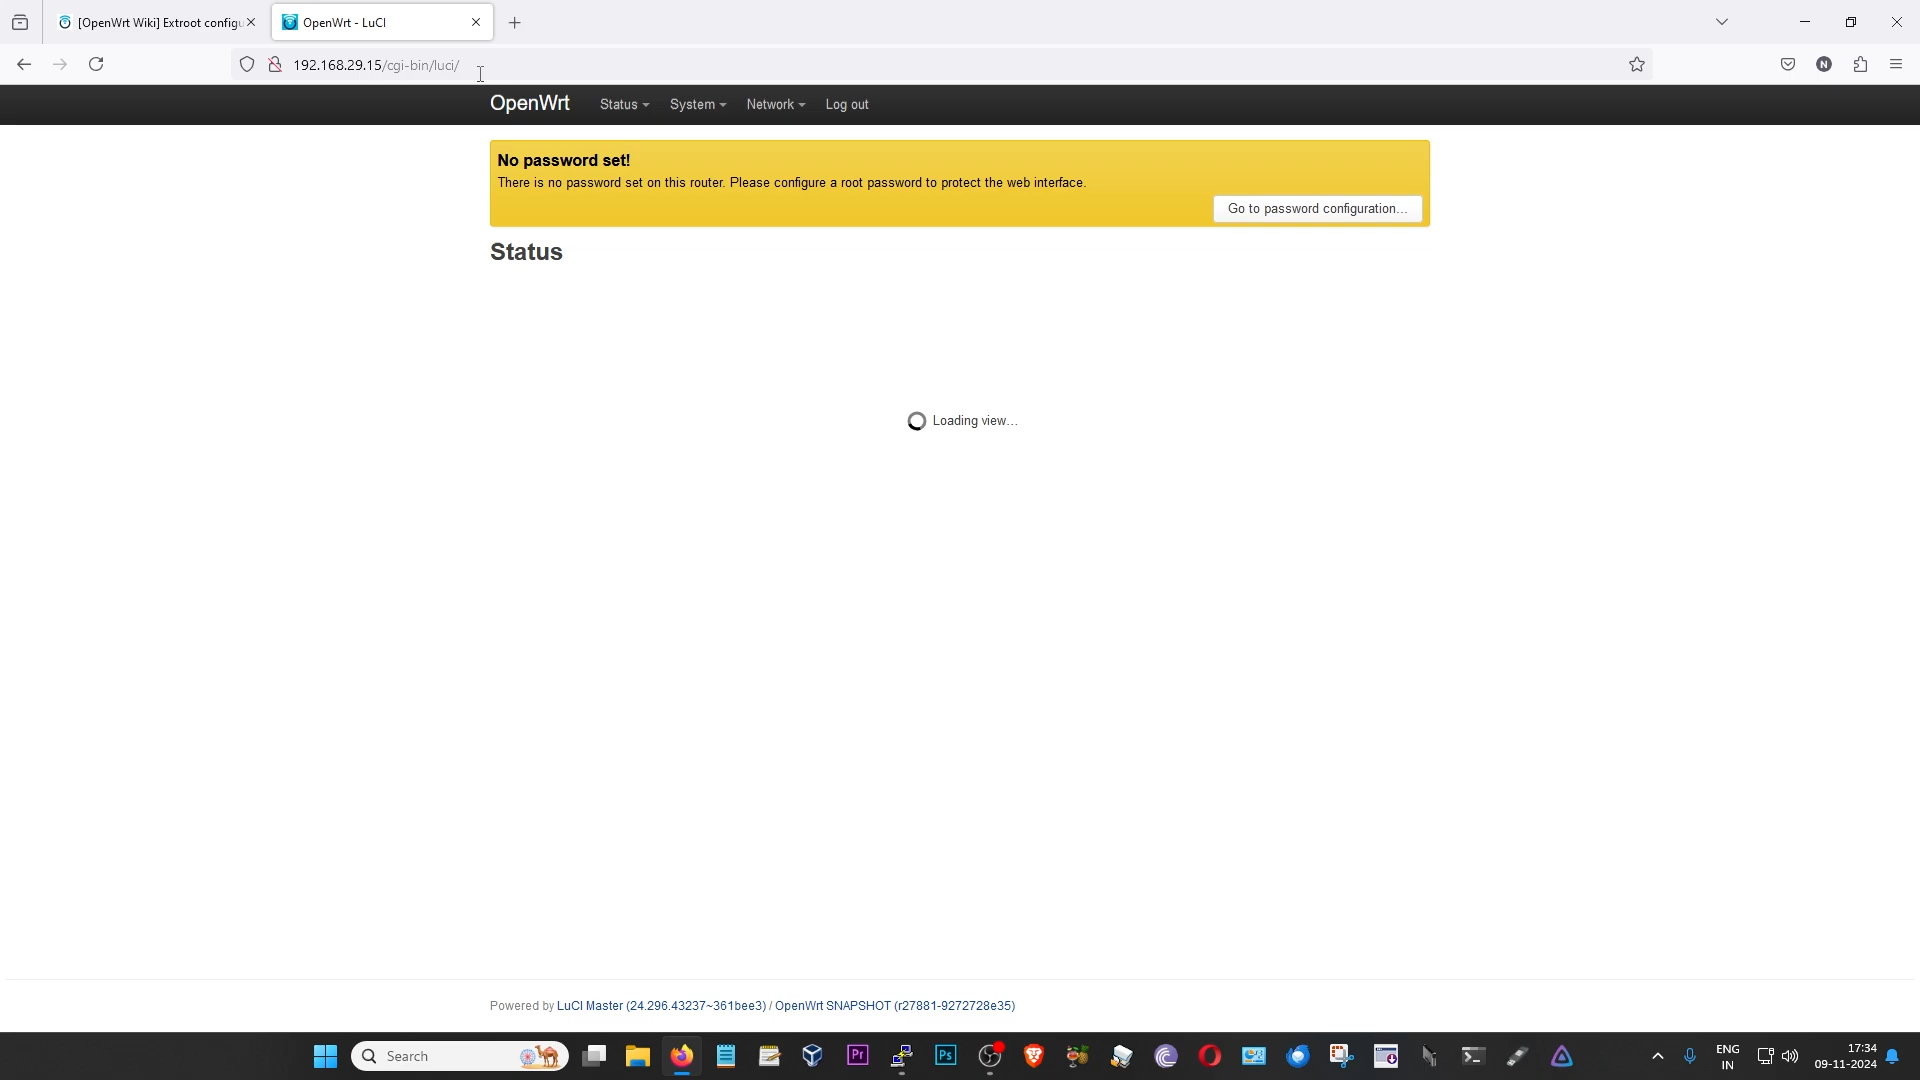 [OpenWrt Wiki] Extroot configu
OpenWrt - LuCI
192.168.29.15/cgi-bin/luci/
N
OpenWrt
Status
System
Network
Log out
No password set!
There is no password set on this router. Please configure a root password to protect the web interface.
Go to password configuration...
Status
Loading view...
Powered by LuCI Master (24.296.43237~361bee3) / OpenWrt SNAPSHOT (r27881-9272728e35)
Search
Pr
Ps
ENG
IN
17:34
09-11-2024